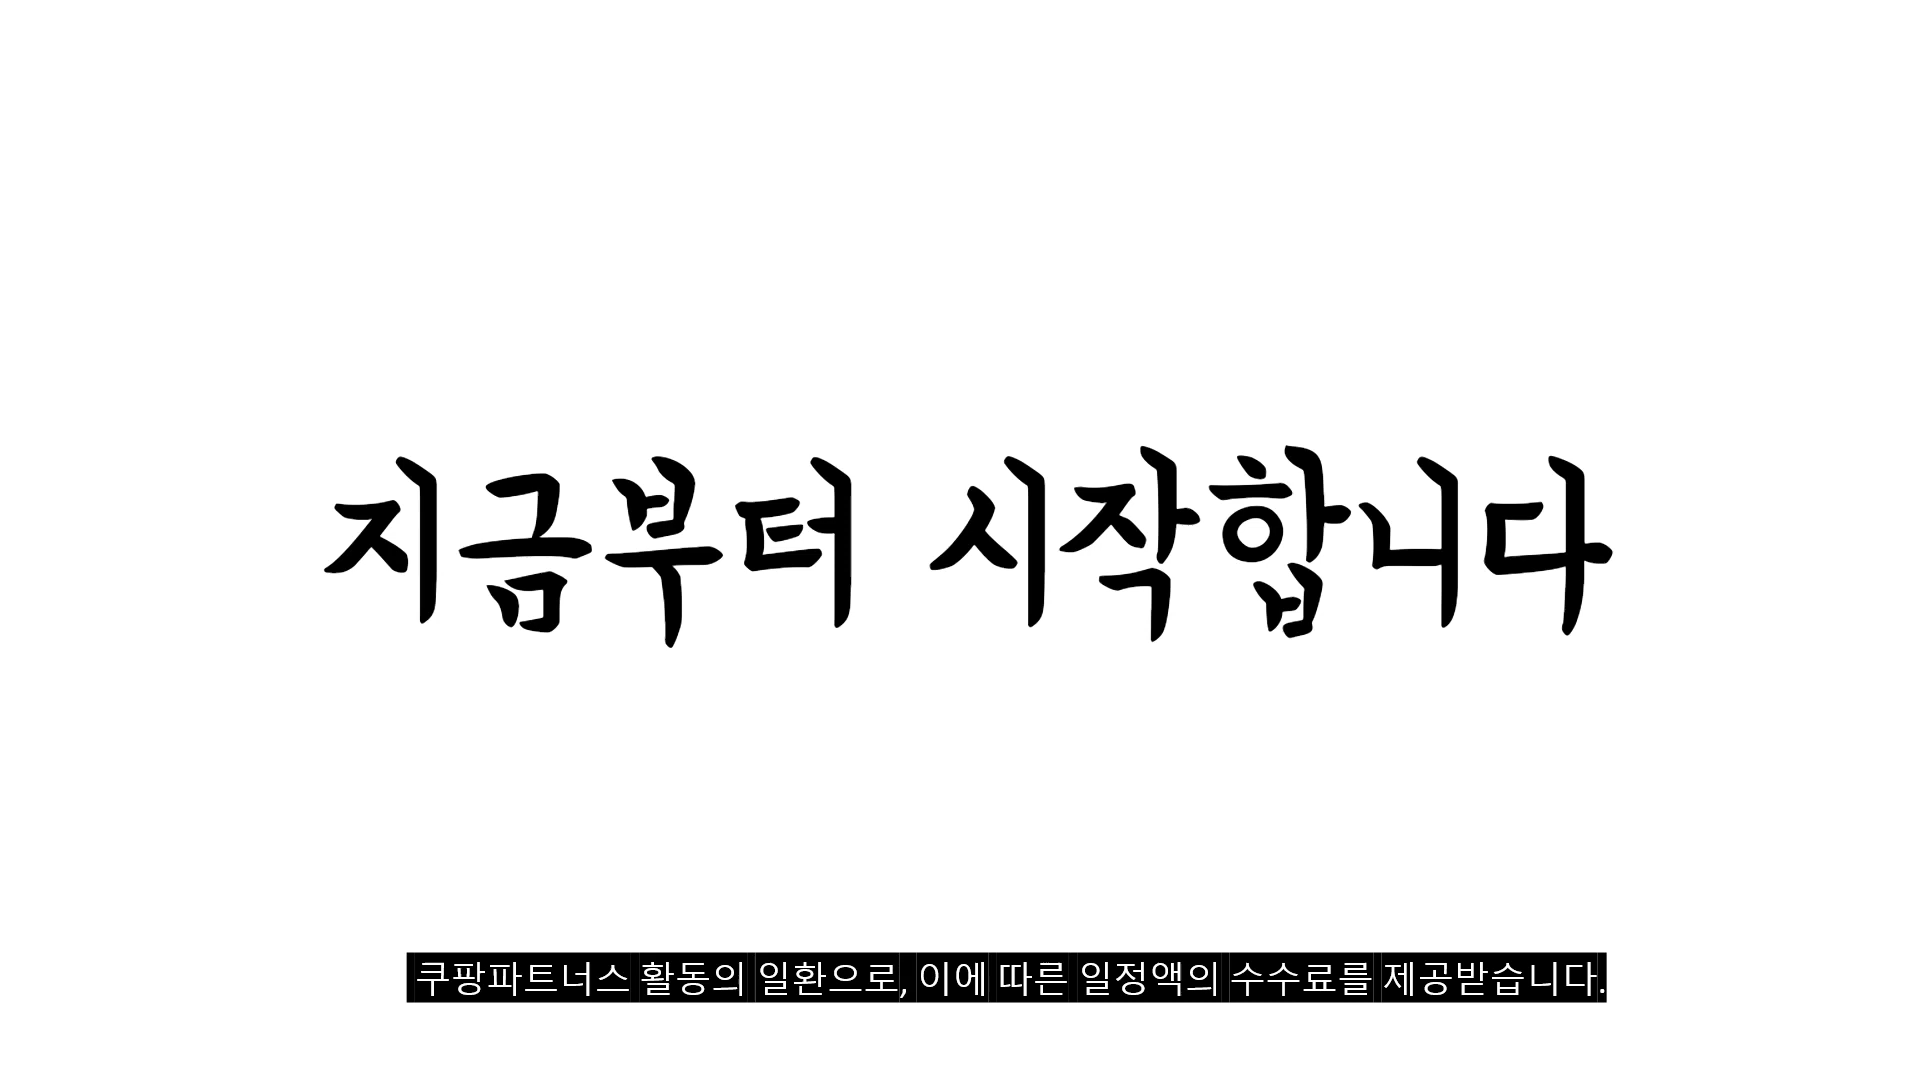 지금부터 시작합니다
쿠팡파트너스 활동의 일환으로, 이에 따른 일정액의 수수료를 제공받습니다.